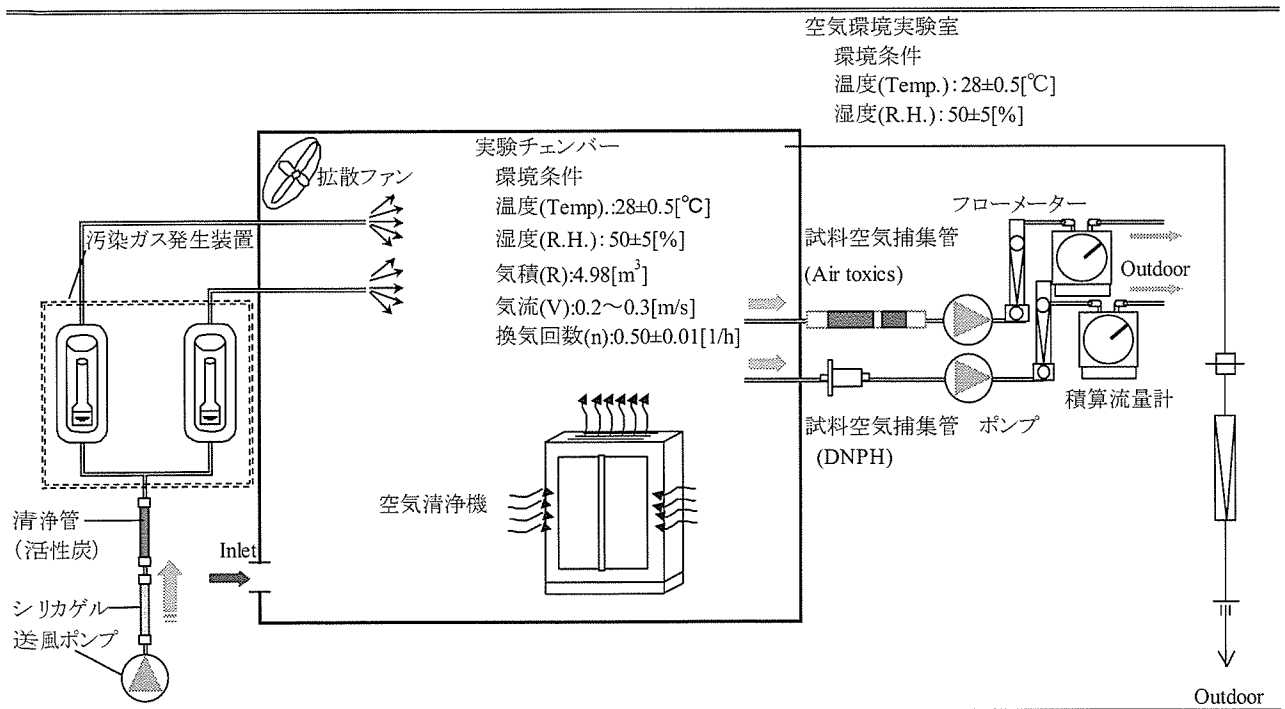 空気環境実験室
環境条件
温度(Temp.):28±0.5[℃]
湿度(R.H.):50±5[%]
実験チェンバー
環境条件
温度(Temp).:28±0.5[℃]
湿度(R.H.):50±5[%]
気積(R):4.98[m³]
気流(V):0.2～0.3[m/s]
換気回数(n):0.50±0.01[1/h]
拡散ファン
汚染ガス発生装置
フローメーター
試料空気捕集管
(Air toxics)
Outdoor
積算流量計
試料空気捕集管
(DNPH)
ポンプ
空気清浄機
清浄管
(活性炭)
Inlet
シリカゲル
送風ポンプ
Outdoor